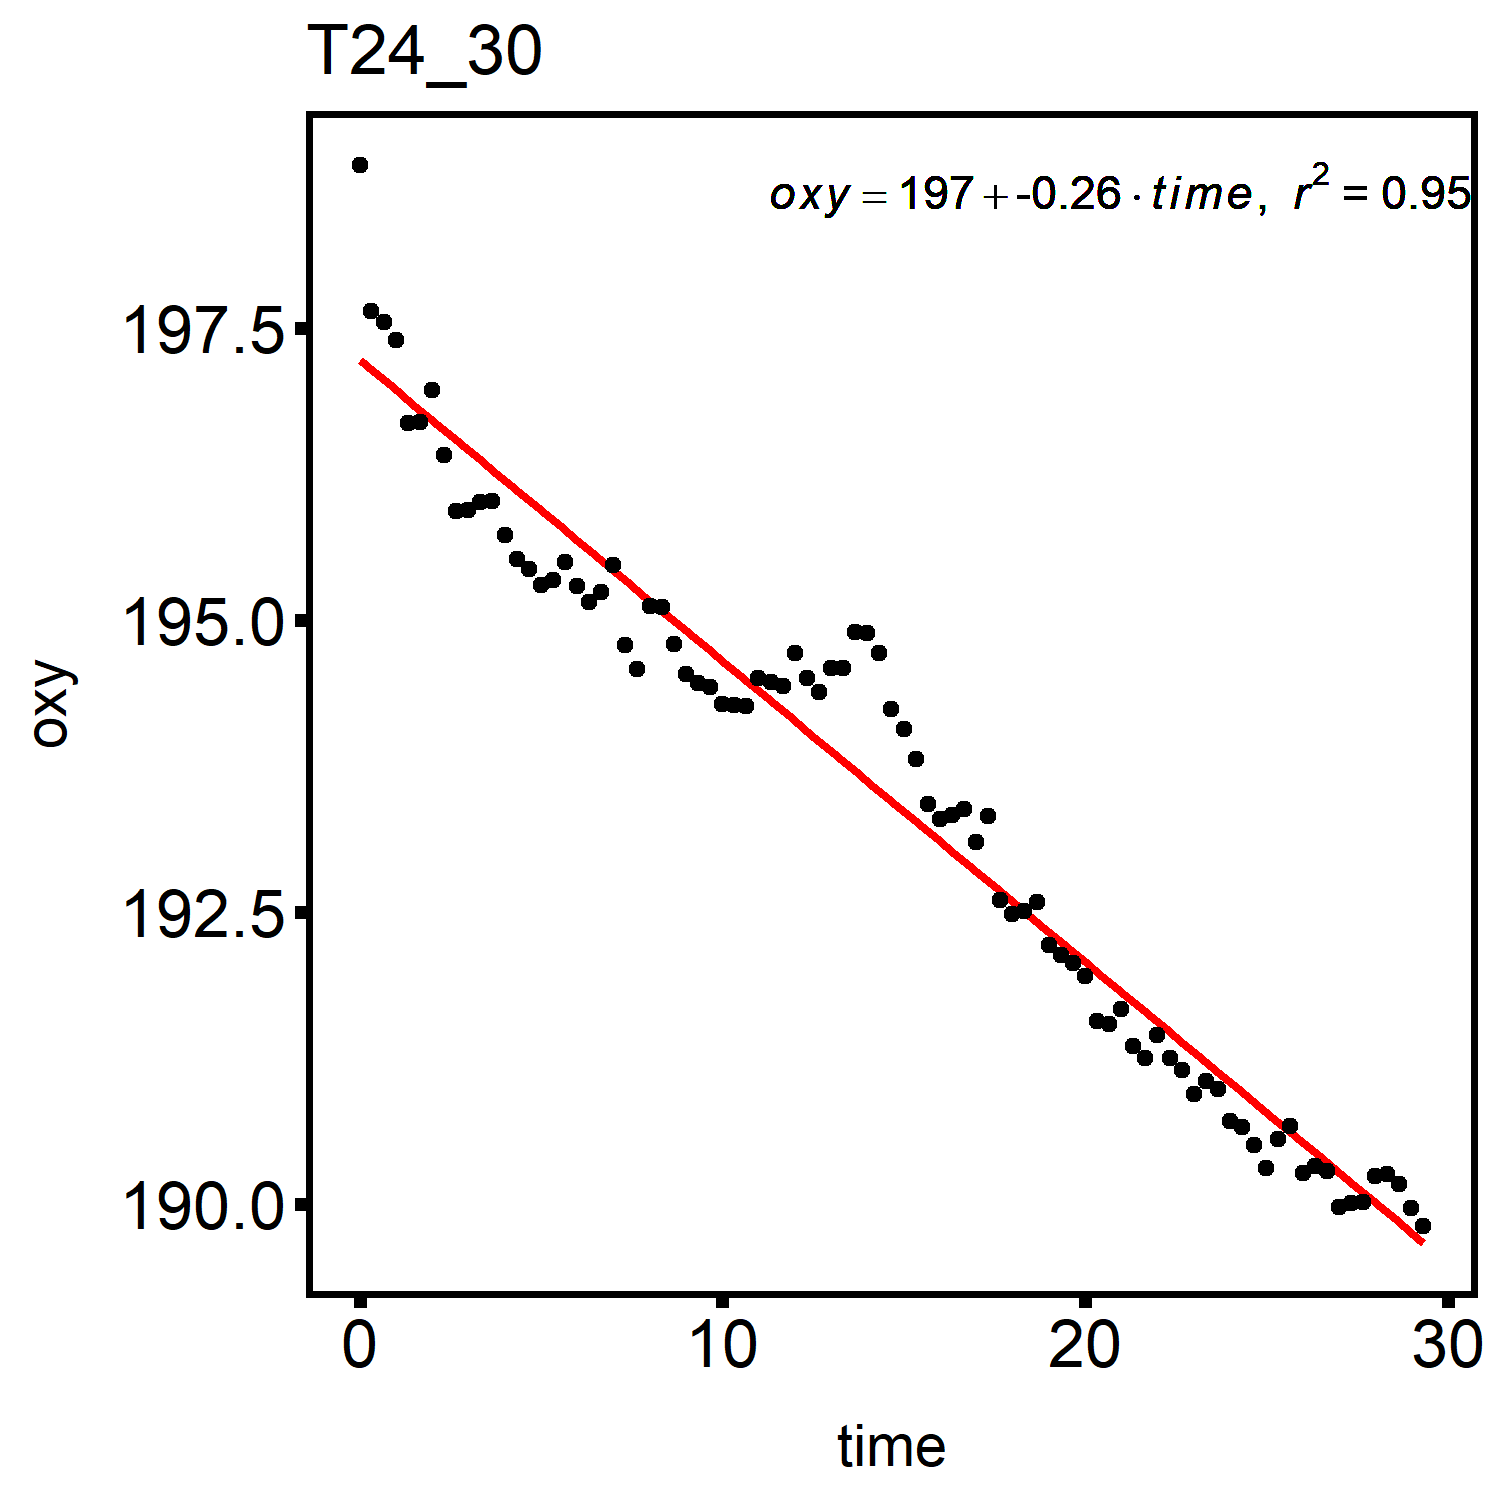 T24_30
oxy = 197 + -0.26 · time, r² = 0.95
197.5
195.0
192.5
190.0
oxy
0 10 20 30
time